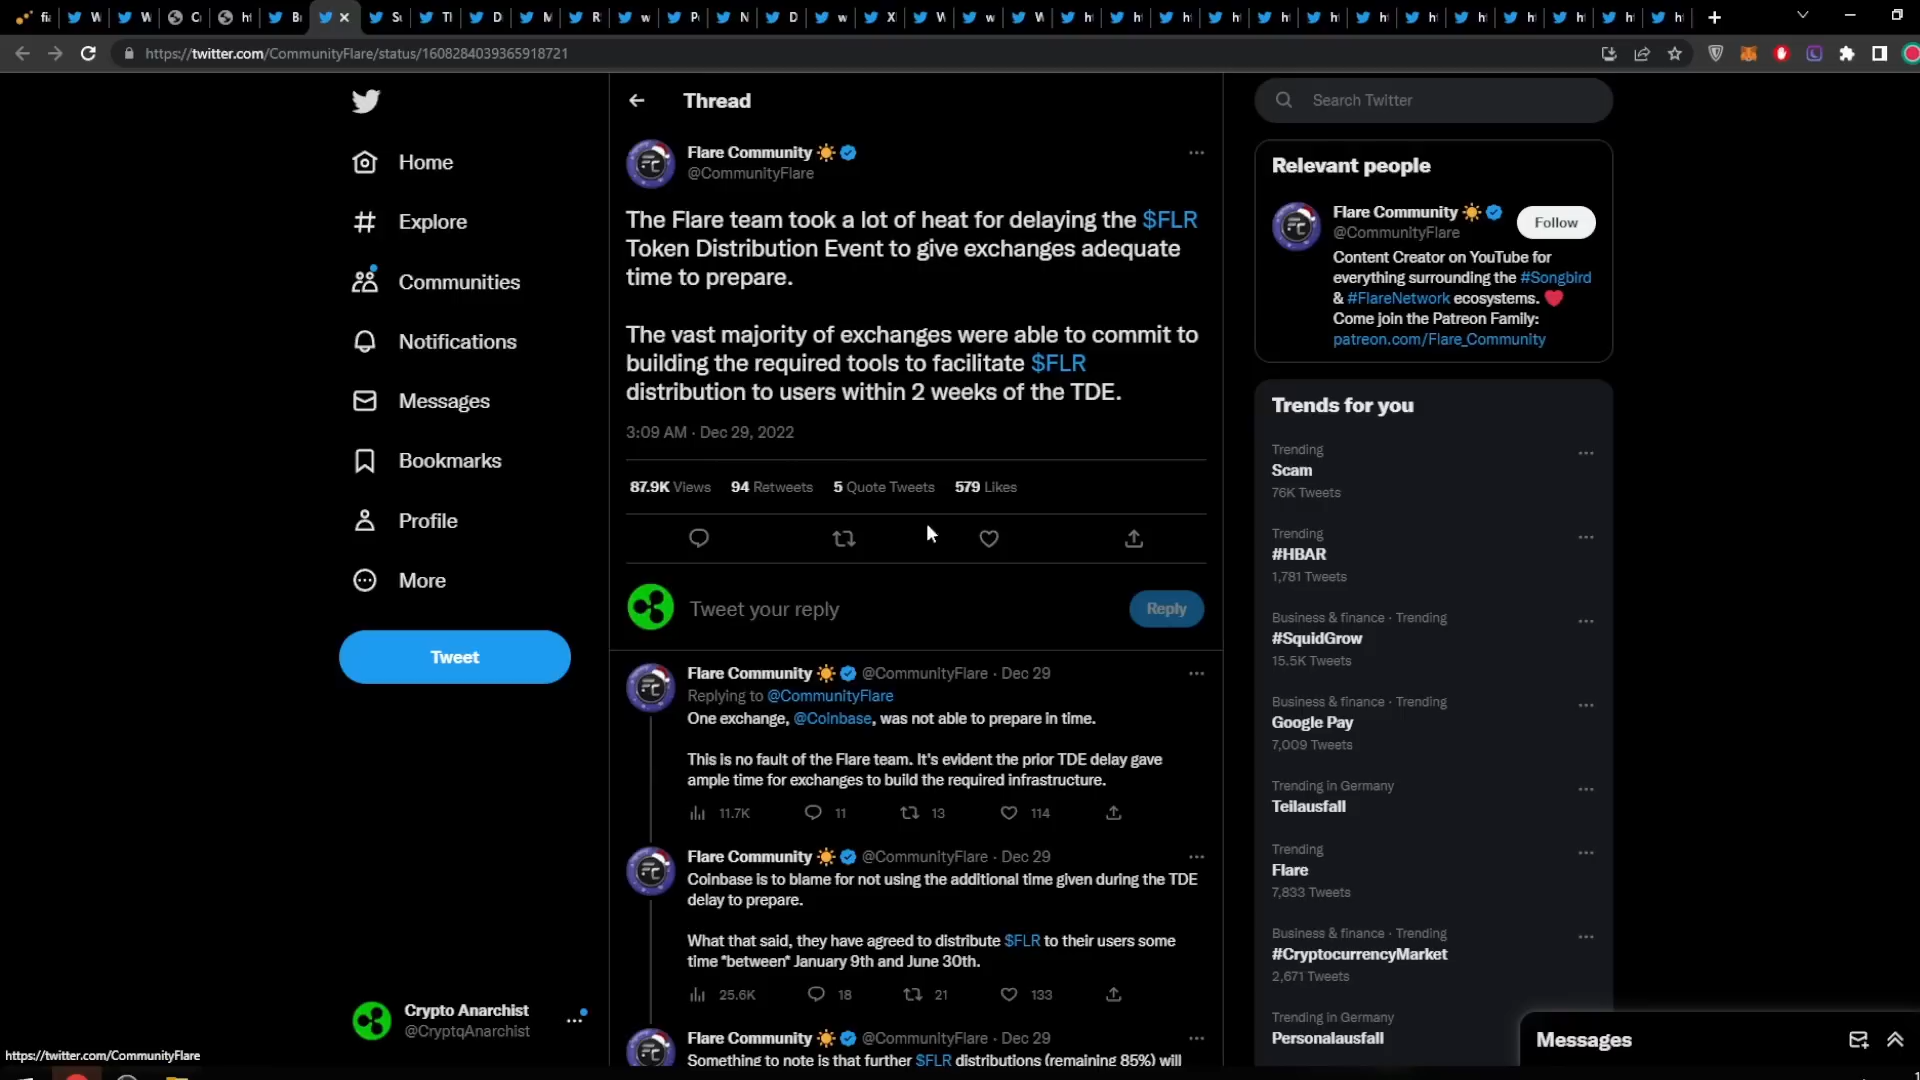 https://twitter.com/CommunityFlare/status/1608284039365918721
Home
Explore
Communities
Notifications
Messages
Bookmarks
Profile
More
Tweet
Crypto Anarchist
@CryptqAnarchist
https://twitter.com/CommunityFlare
Thread
Flare Community
@CommunityFlare
The Flare team took a lot of heat for delaying the $FLR
Token Distribution Event to give exchanges adequate
time to prepare.
The vast majority of exchanges were able to commit to
building the required tools to facilitate $FLR
distribution to users within 2 weeks of the TDE.
3:09 AM · Dec 29, 2022
87.9K Views 94 Retweets 5 Quote Tweets 579 Likes
Tweet your reply
Reply
Flare Community @CommunityFlare · Dec 29
Replying to @CommunityFlare
One exchange, @Coinbase, was not able to prepare in time.
This is no fault of the Flare team. It's evident the prior TDE delay gave
ample time for exchanges to build the required infrastructure.
11.7K 11 13 114
Flare Community @CommunityFlare · Dec 29
Coinbase is to blame for not using the additional time given during the TDE
delay to prepare.
What that said, they have agreed to distribute $FLR to their users some
time *between* January 9th and June 30th.
25.6K 18 21 133
Flare Community @CommunityFlare · Dec 29
Something to note is that further $FLR distributions (remaining 85%) will
Search Twitter
Relevant people
Flare Community
@CommunityFlare
Follow
Content Creator on YouTube for
everything surrounding the #Songbird
& #FlareNetwork ecosystems. ❤️
Come join the Patreon Family:
patreon.com/Flare_Community
Trends for you
Trending
Scam
76K Tweets
Trending
#HBAR
1,781 Tweets
Business & finance · Trending
#SquidGrow
15.5K Tweets
Business & finance · Trending
Google Pay
7,009 Tweets
Trending in Germany
Teilausfall
Trending
Flare
7,833 Tweets
Business & finance · Trending
#CryptocurrencyMarket
2,671 Tweets
Trending in Germany
Personalausfall
Messages